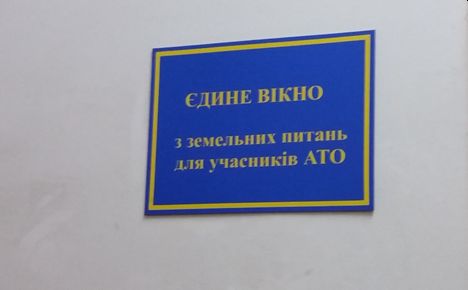 ЄДИНЕ ВІКНО
з земельних питань
для учасників АТО